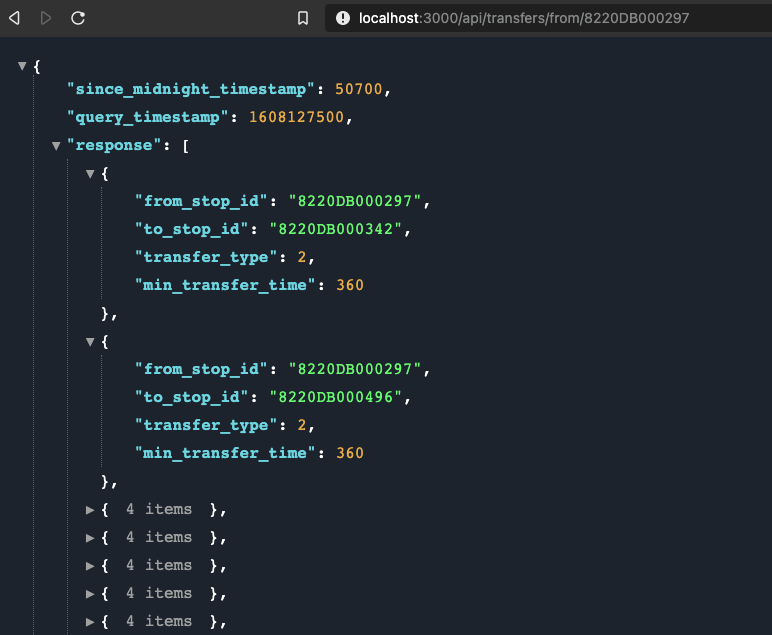 localhost:3000/api/transfers/from/8220DB000297
{
"since_midnight_timestamp": 50700,
"query_timestamp": 1608127500,
"response": [
{
"from_stop_id": "8220DB000297",
"to_stop_id": "8220DB000342",
"transfer_type": 2,
"min_transfer_time": 360
},
{
"from_stop_id": "8220DB000297",
"to_stop_id": "8220DB000496",
"transfer_type": 2,
"min_transfer_time": 360
},
{ 4 items },
{ 4 items },
{ 4 items },
{ 4 items },
{ 4 items },